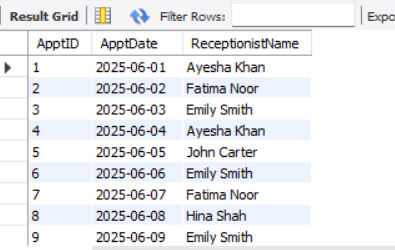 Result Grid Filter Rows: Expo
ApptID ApptDate ReceptionistName
1 2025-06-01 Ayesha Khan
2 2025-06-02 Fatima Noor
3 2025-06-03 Emily Smith
4 2025-06-04 Ayesha Khan
5 2025-06-05 John Carter
6 2025-06-06 Emily Smith
7 2025-06-07 Fatima Noor
8 2025-06-08 Hina Shah
9 2025-06-09 Emily Smith